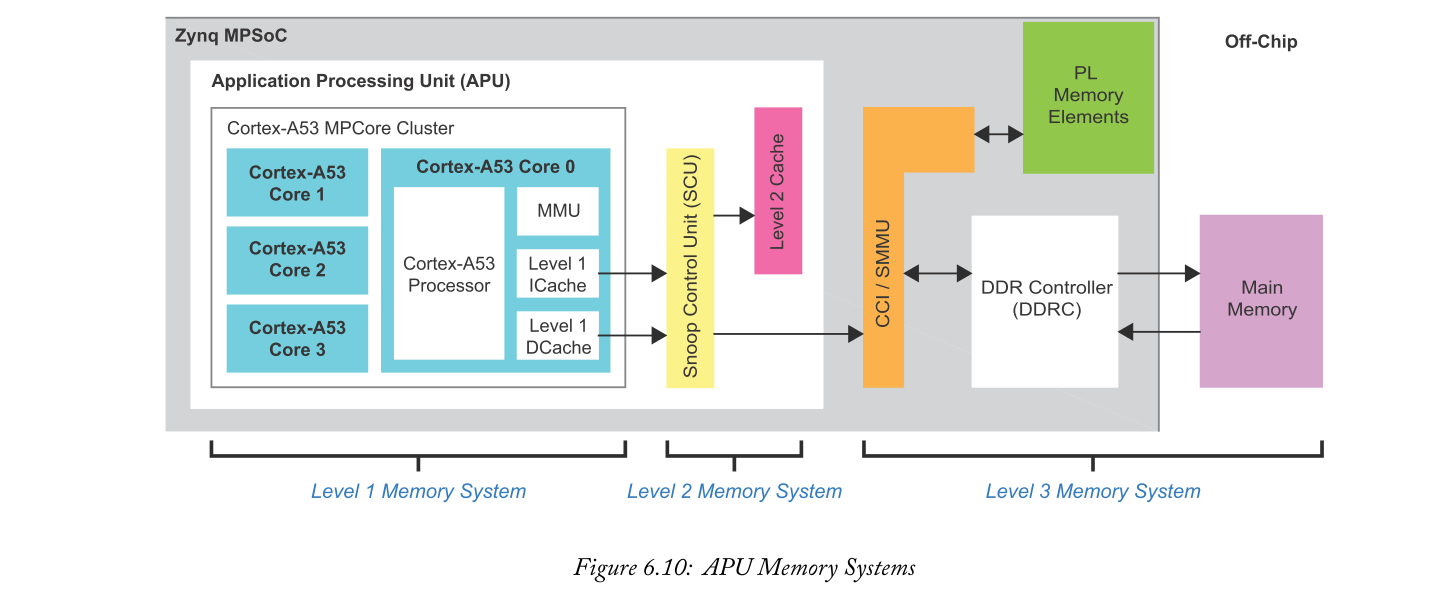 Zynq MPSoC
Off-Chip
Application Processing Unit (APU)
Cortex-A53 MPCore Cluster
Cortex-A53
Core 1
Cortex-A53
Core 2
Cortex-A53
Core 3
Cortex-A53 Core 0
Cortex-A53
Processor
MMU
Level 1
ICache
Level 1
DCache
Snoop Control Unit (SCU)
Level 2 Cache
CCI / SMMU
PL
Memory
Elements
DDR Controller
(DDRC)
Main
Memory
Level 1 Memory System
Level 2 Memory System
Level 3 Memory System
Figure 6.10: APU Memory Systems